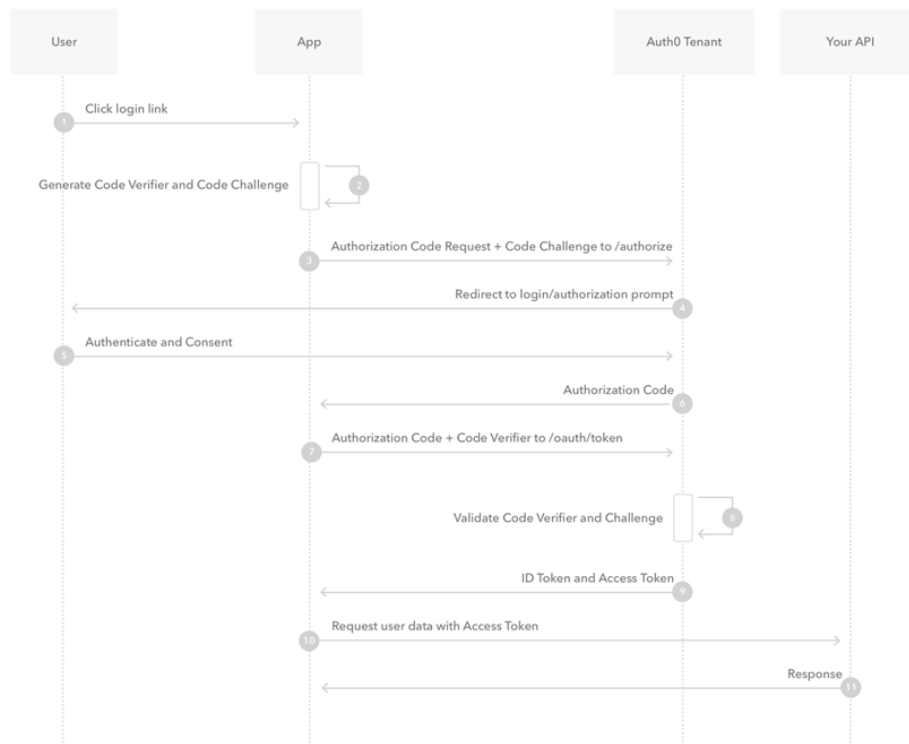 User
App
Auth0 Tenant
Your API
Click login link
1
Generate Code Verifier and Code Challenge
2
Authorization Code Request + Code Challenge to /authorize
3
Redirect to login/authorization prompt
4
Authenticate and Consent
5
Authorization Code
6
Authorization Code + Code Verifier to /oauth/token
7
Validate Code Verifier and Challenge
8
ID Token and Access Token
9
Request user data with Access Token
10
Response
11